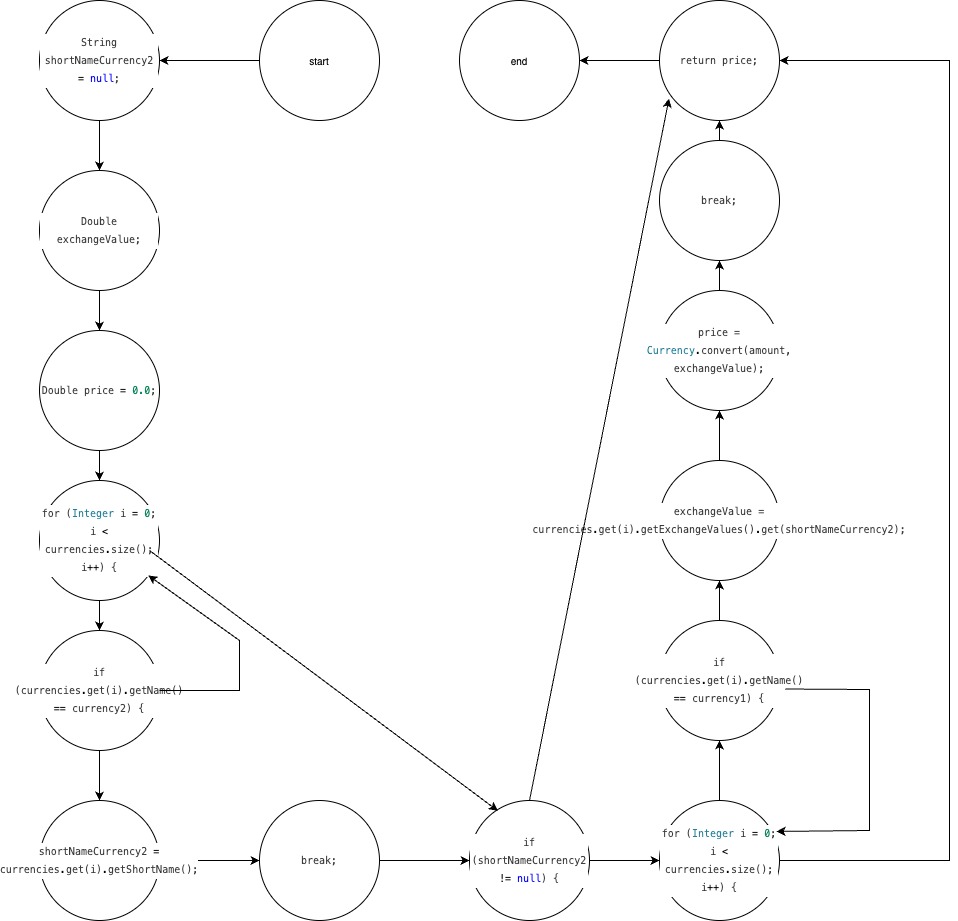 String
shortNameCurrency2
= null;
start
end
return price;
Double
exchangeValue;
break;
price =
Currency.convert(amount,
exchangeValue);
Double price = 0.0;
for (Integer i = 0;
i <
currencies.size();
i++) {
exchangeValue =
currencies.get(i).getExchangeValues().get(shortNameCurrency2);
if
(currencies.get(i).getName()
== currency2) {
if
(currencies.get(i).getName()
== currency1) {
shortNameCurrency2 =
currencies.get(i).getShortName();
break;
if
(shortNameCurrency2
!= null) {
for (Integer i = 0;
i <
currencies.size();
i++) {